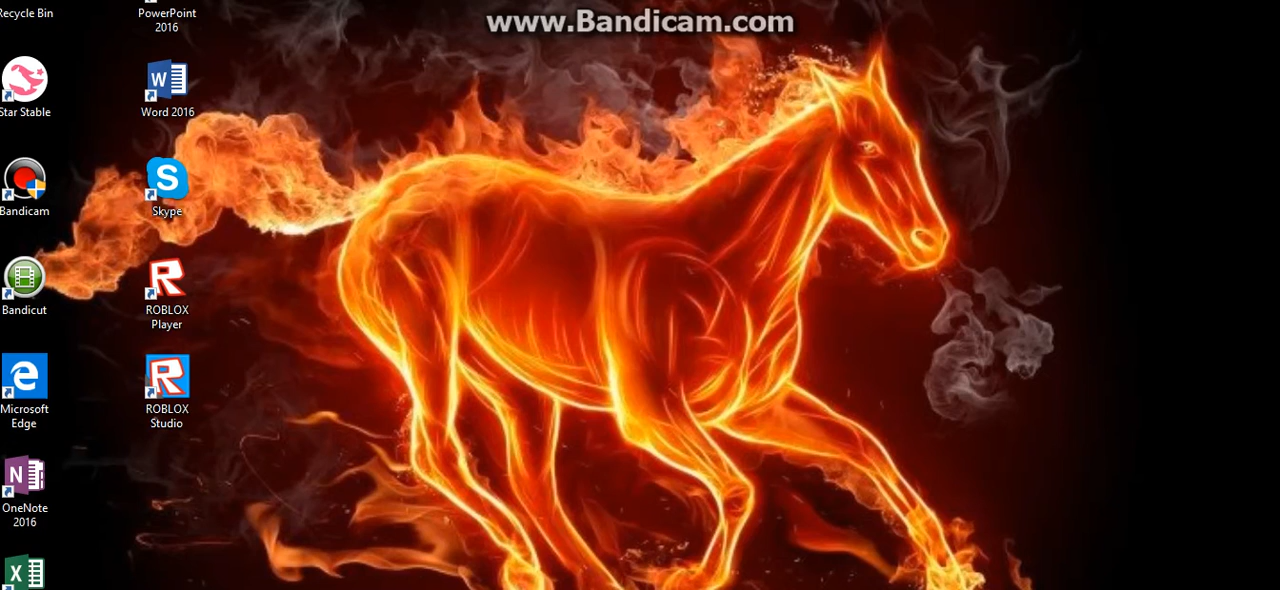 www.Bandicam.com
Recycle Bin
Star Stable
Bandicam
Bandicut
Microsoft
Edge
N
OneNote
2016
X
PowerPoint
2016
W
Word 2016
S
Skype
R
ROBLOX
Player
R
ROBLOX
Studio